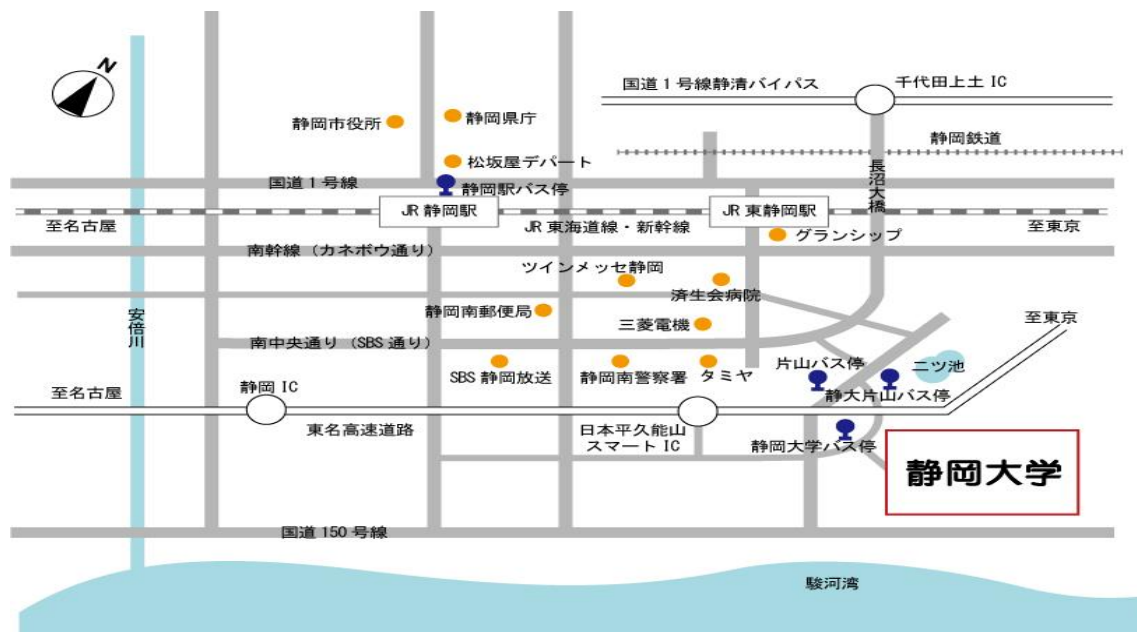 N
国道1号線静清バイパス
千代田上土 IC
静岡市役所
静岡県庁
静岡鉄道
松坂屋デパート
長沼大橋
国道1号線
静岡駅バス停
JR 静岡駅
JR 東静岡駅
至名古屋
JR 東海道線・新幹線
至東京
グランシップ
南幹線（カネボウ通り）
ツインメッセ静岡
済生会病院
安倍川
静岡南郵便局
三菱電機
至東京
南中央通り（SBS 通り）
片山バス停
二ツ池
SBS 静岡放送
静岡南警察署
タミヤ
静岡 IC
至名古屋
静大片山バス停
東名高速道路
日本平久能山
スマート IC
静岡大学バス停
静岡大学
国道 150 号線
駿河湾